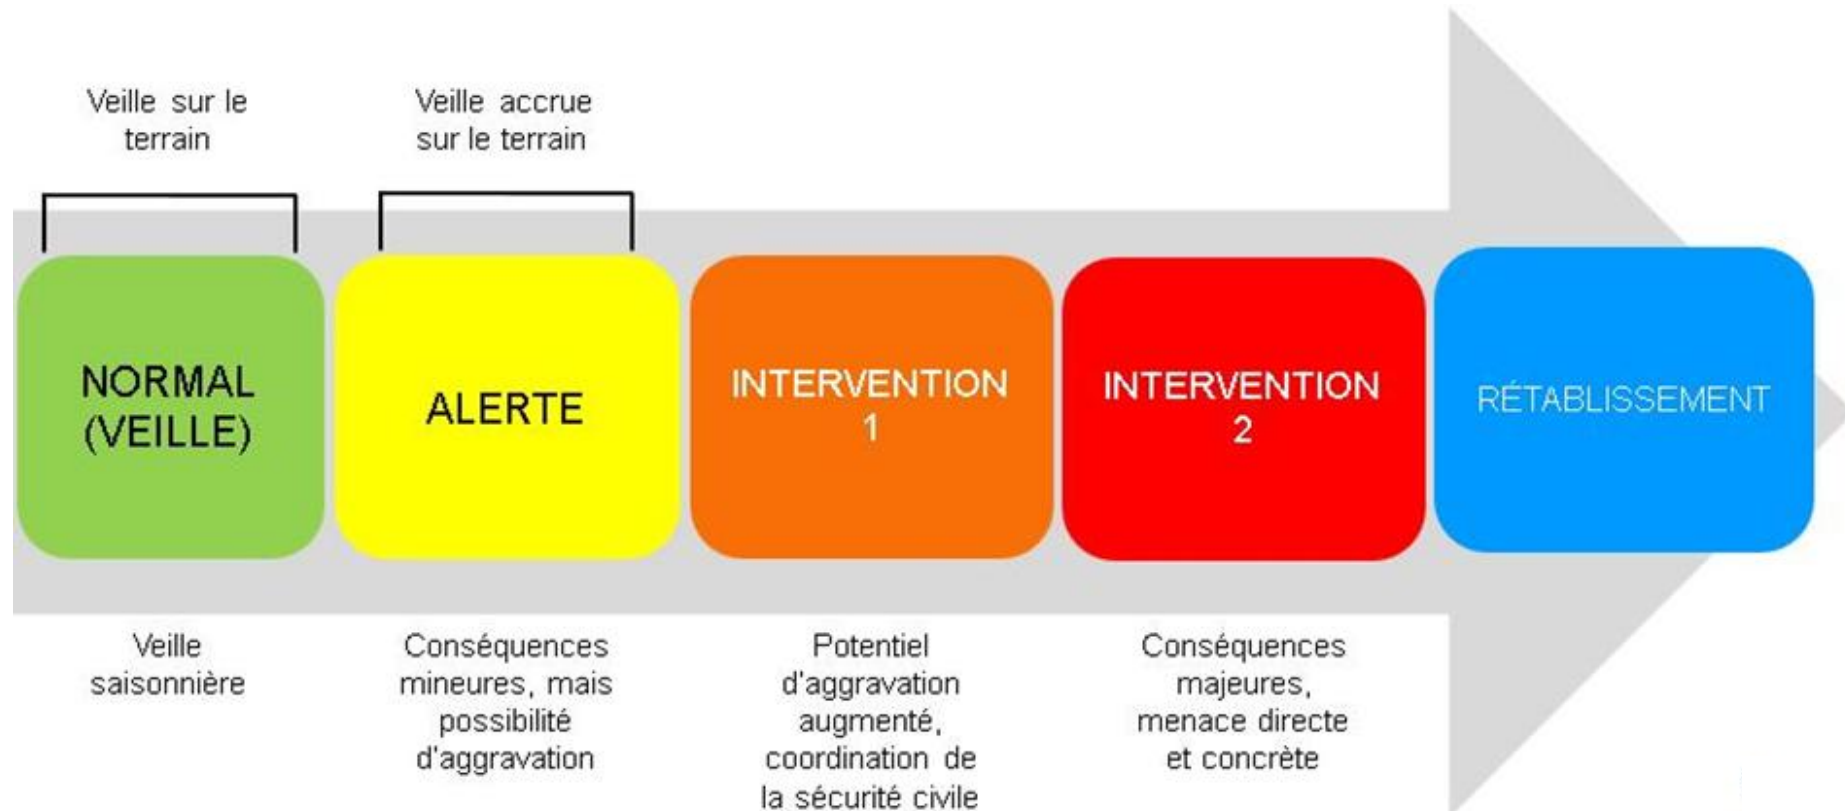 Veille sur le
terrain
Veille accrue
sur le terrain
NORMAL
(VEILLE)
ALERTE
INTERVENTION
1
INTERVENTION
2
RÉTABLISSEMENT
Veille
saisonnière
Conséquences
mineures, mais
possibilité
d'aggravation
Potentiel
d'aggravation
augmenté,
coordination de
la sécurité civile
Conséquences
majeures,
menace directe
et concrète